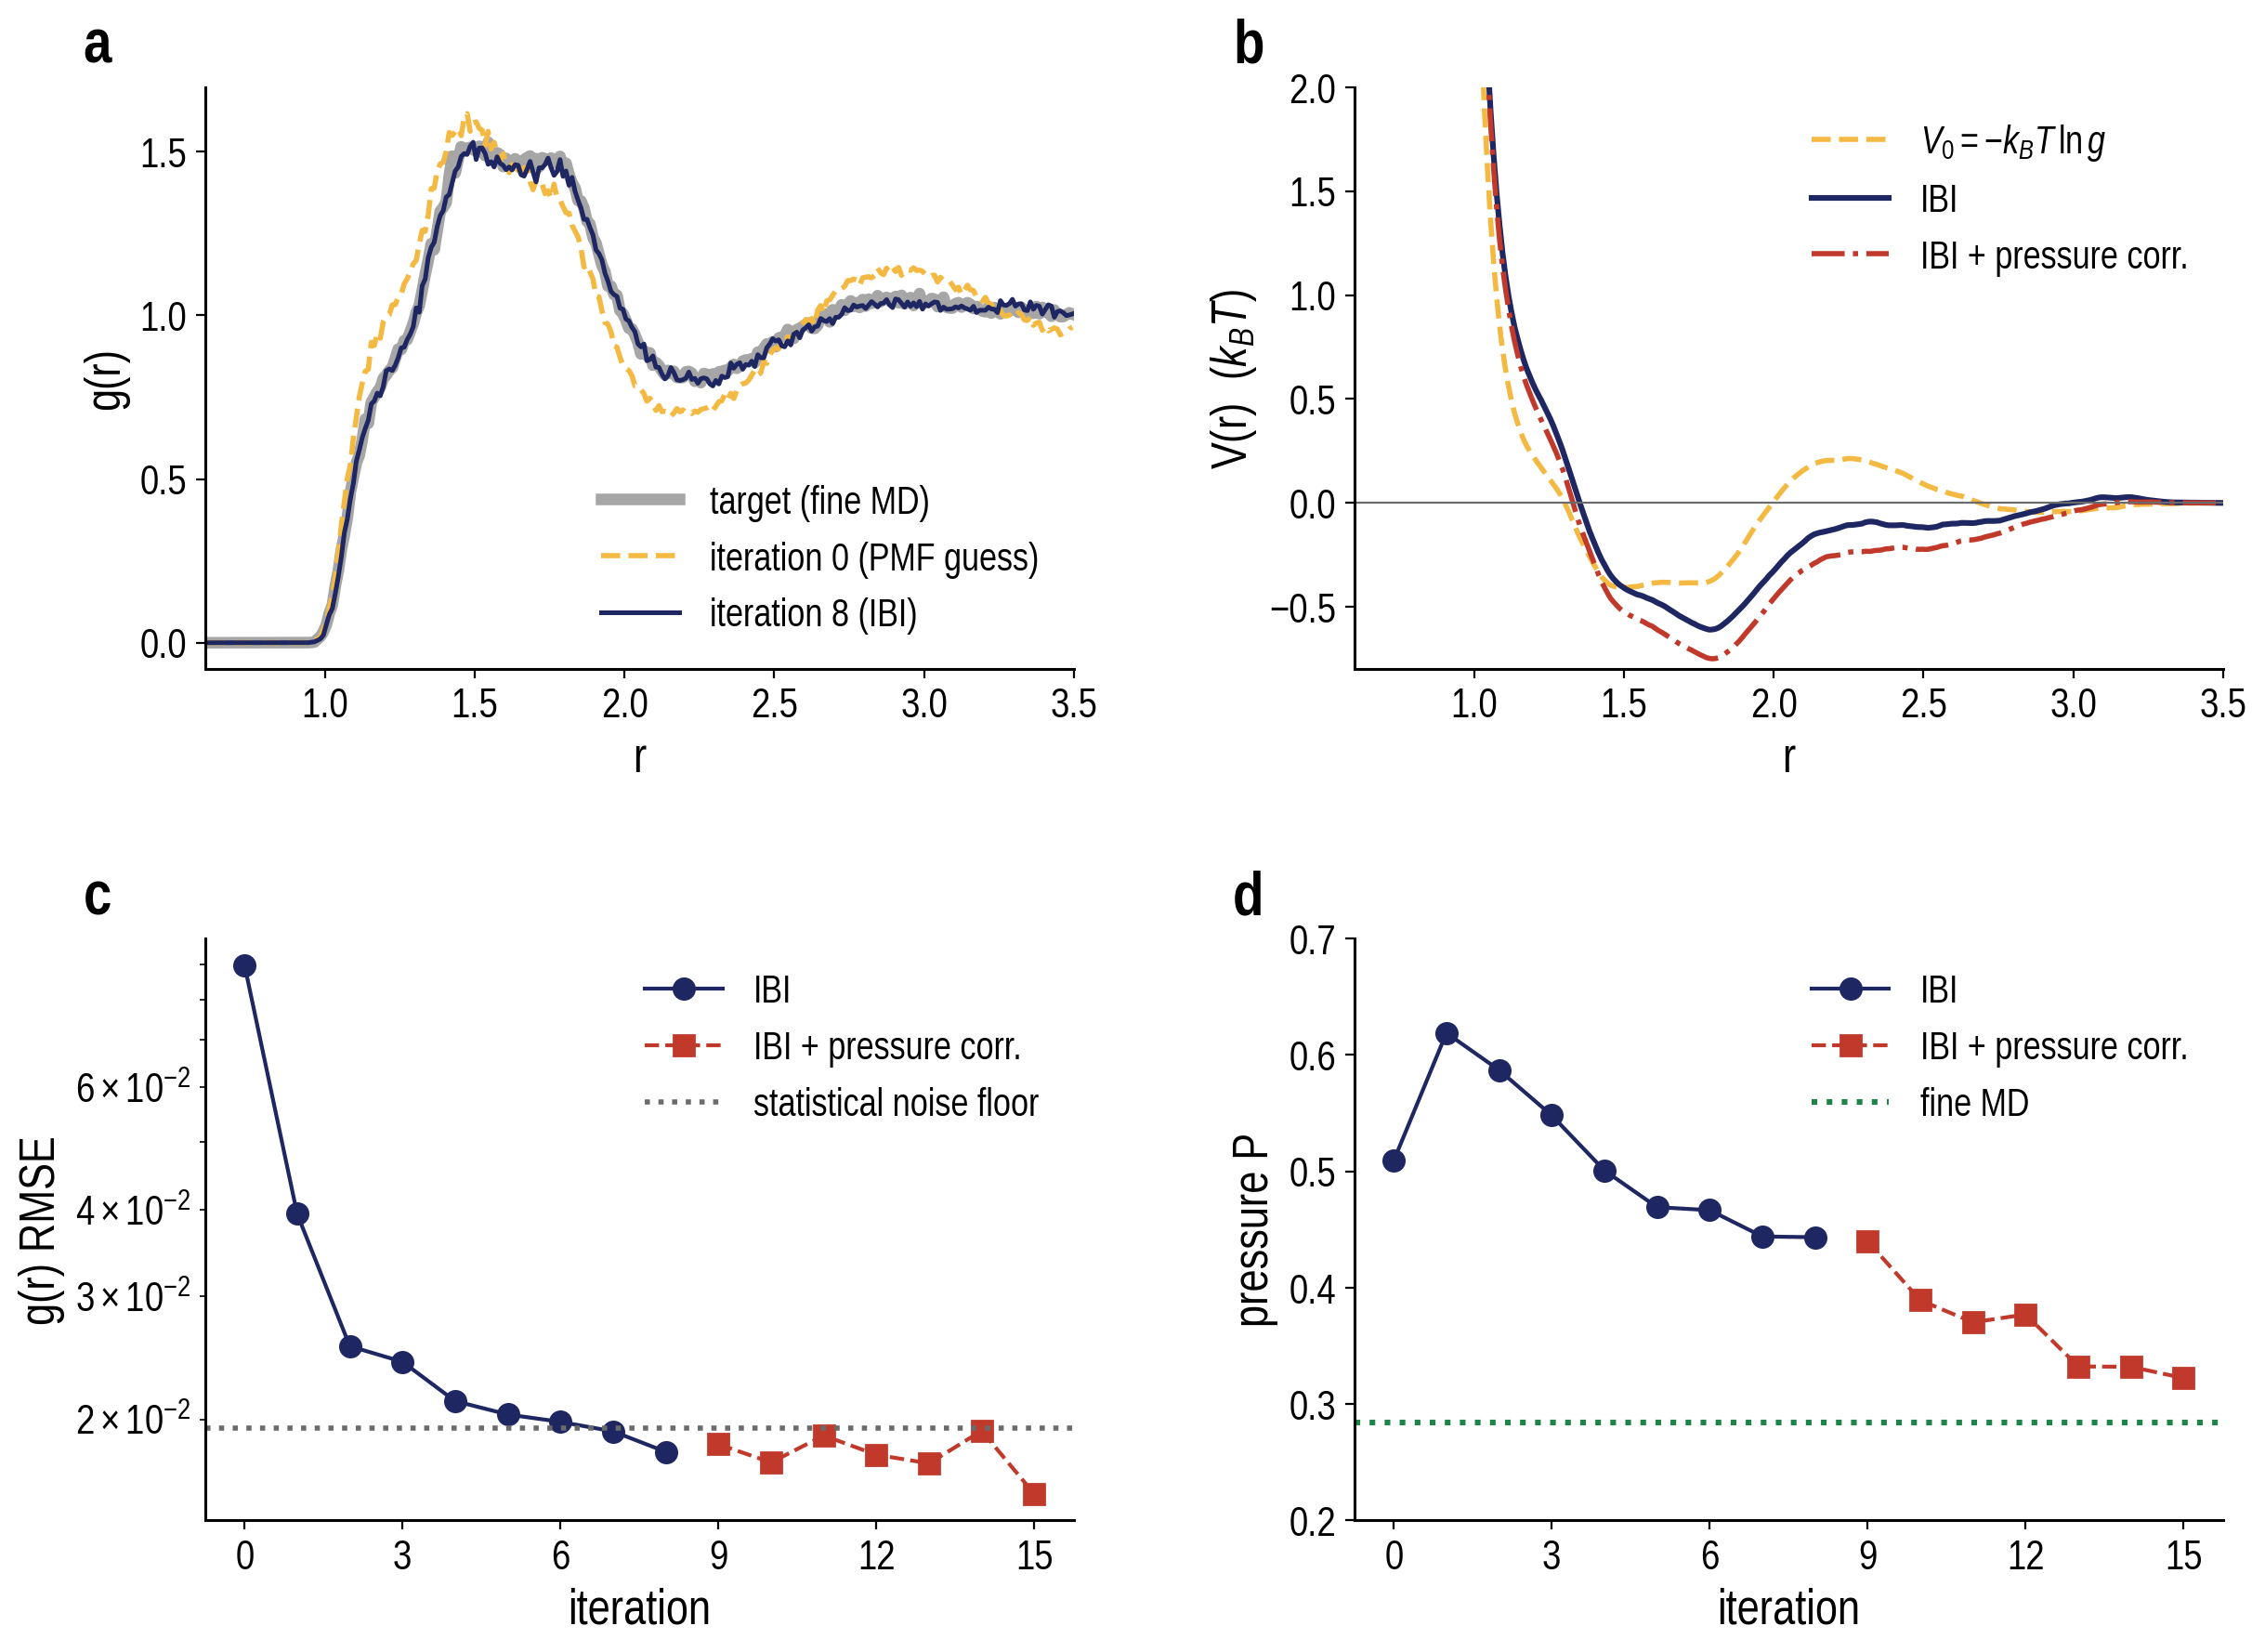 a
g(r)
1.5
1.0
0.5
0.0
target (fine MD)
iteration 0 (PMF guess)
iteration 8 (IBI)
1.0 1.5 2.0 2.5 3.0 3.5
r
b
V(r) (k_BT)
2.0
1.5
1.0
0.5
0.0
−0.5
V₀ = −k_BT ln g
IBI
IBI + pressure corr.
1.0 1.5 2.0 2.5 3.0 3.5
r
c
g(r) RMSE
6 × 10⁻²
4 × 10⁻²
3 × 10⁻²
2 × 10⁻²
IBI
IBI + pressure corr.
statistical noise floor
0 3 6 9 12 15
iteration
d
pressure P
0.7
0.6
0.5
0.4
0.3
0.2
IBI
IBI + pressure corr.
fine MD
0 3 6 9 12 15
iteration